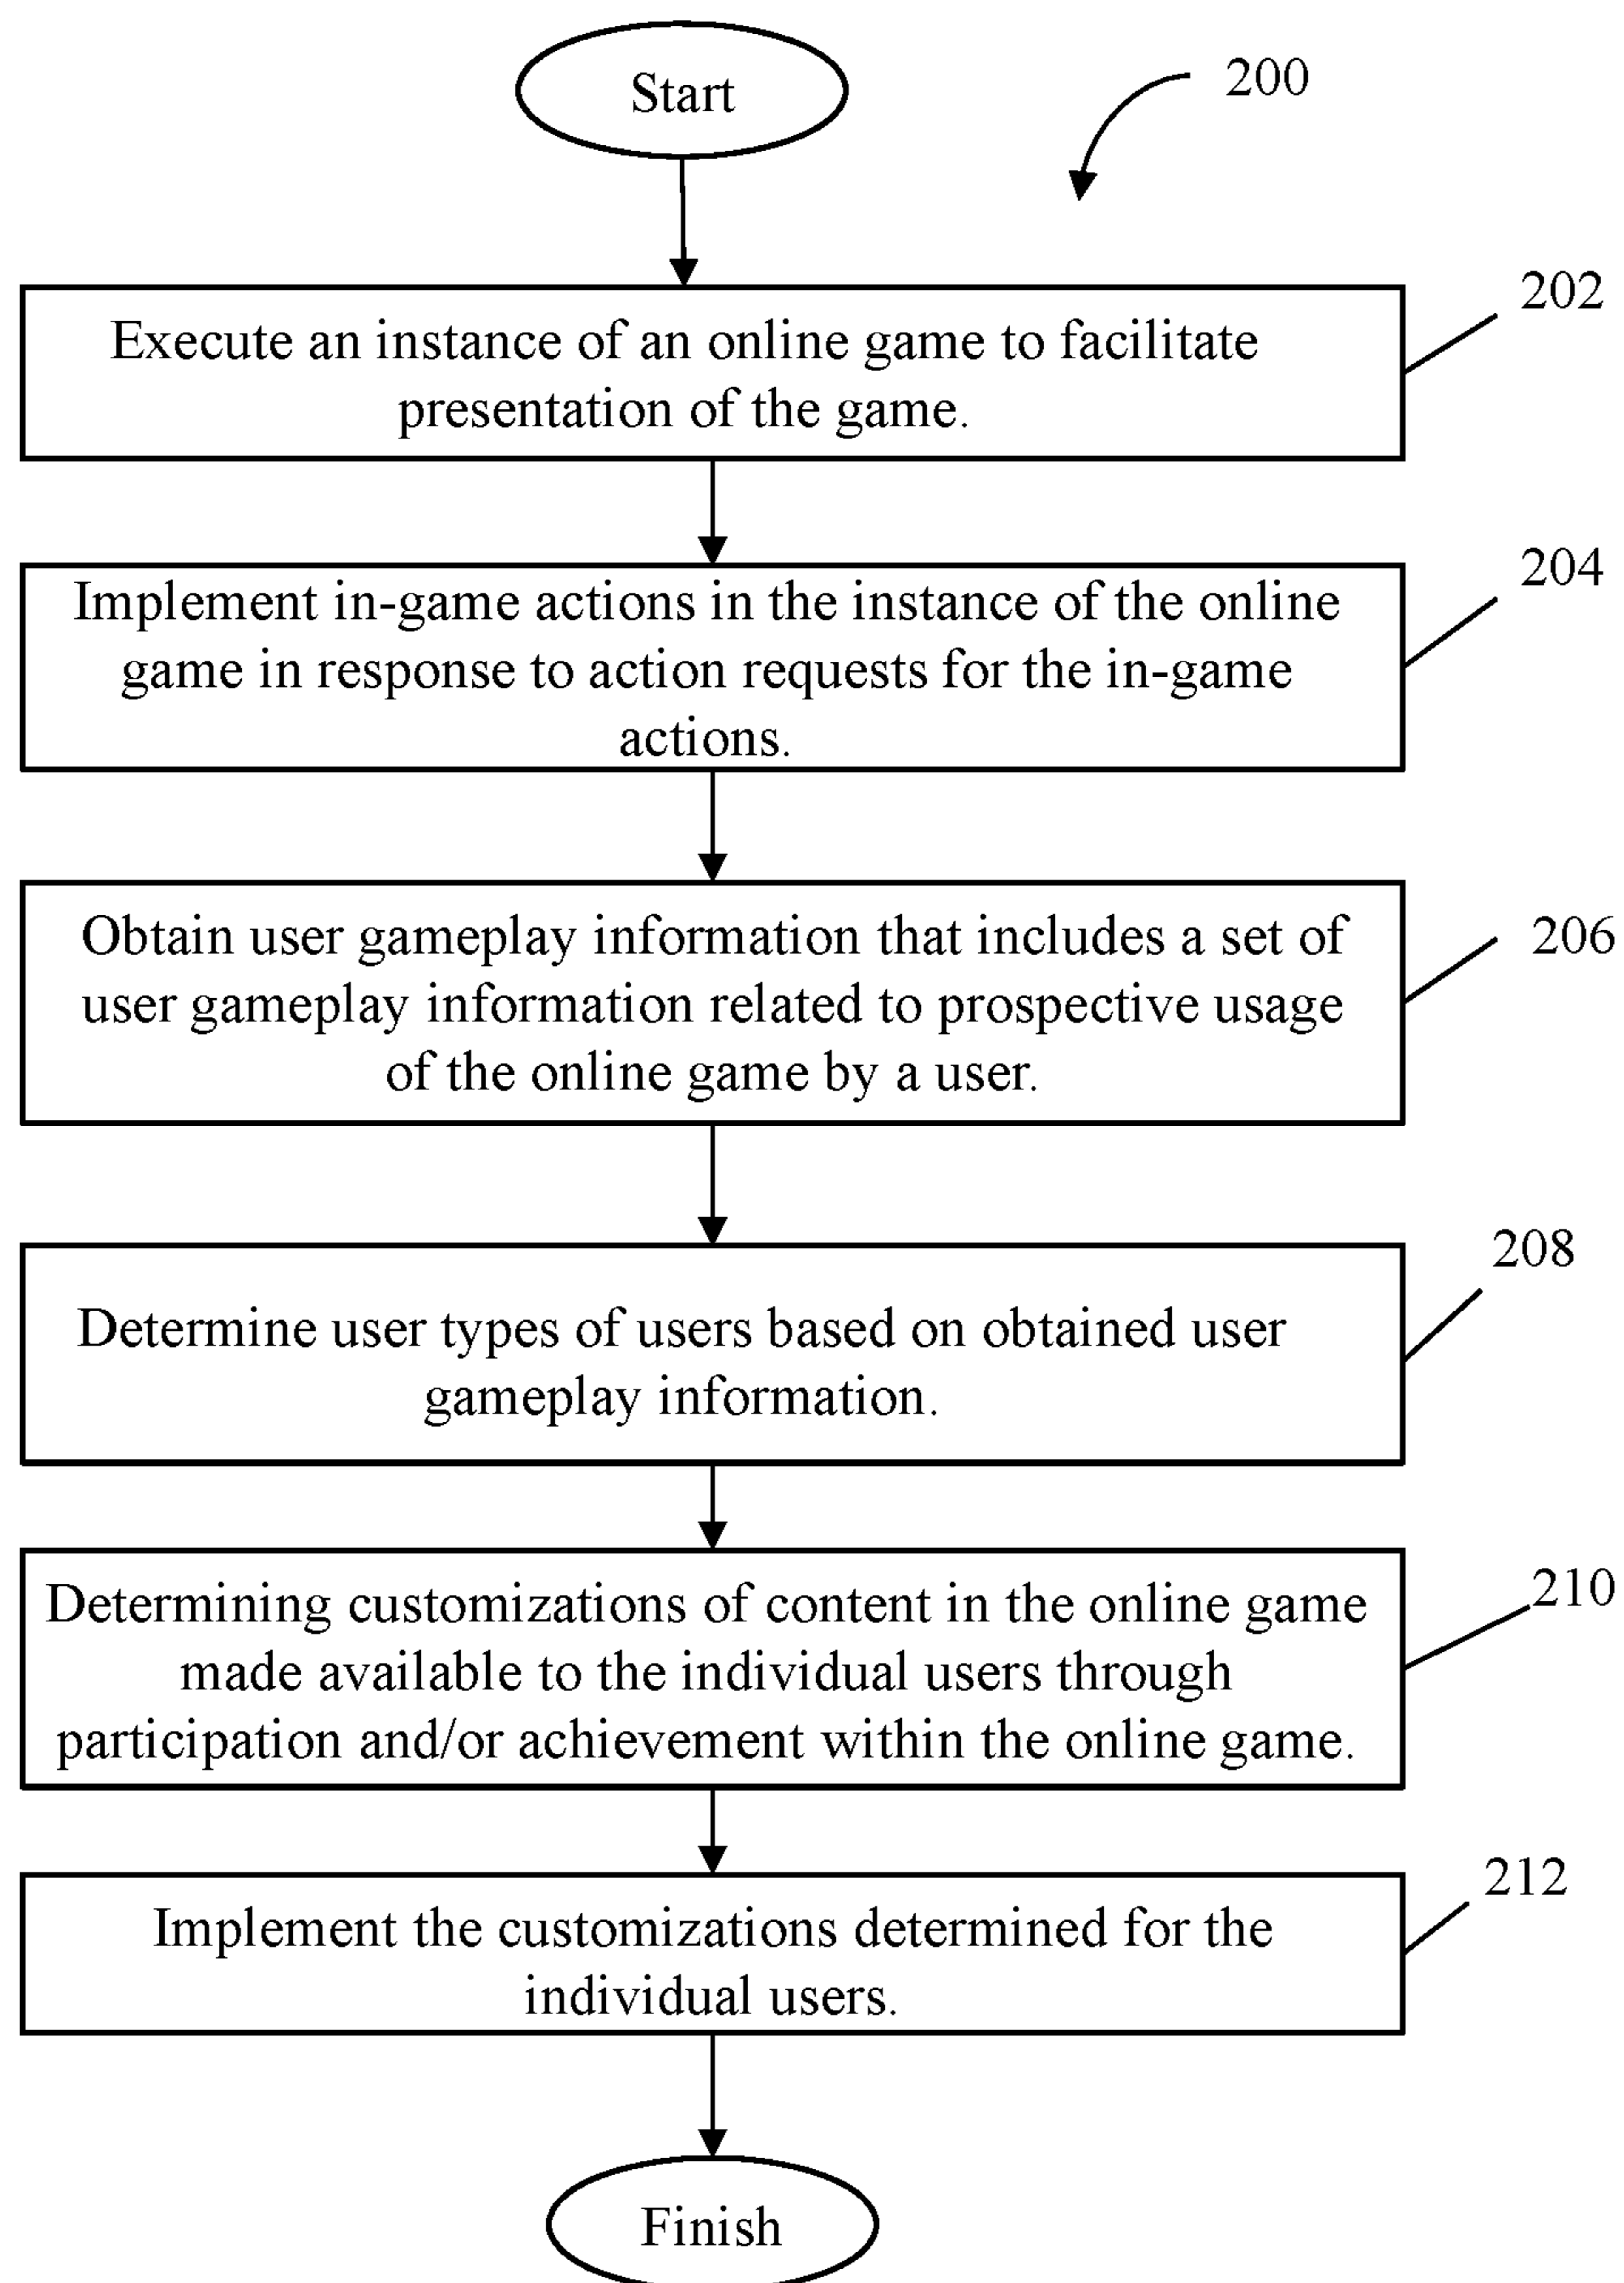 Start
200
Execute an instance of an online game to facilitate
presentation of the game.
202
Implement in-game actions in the instance of the online
game in response to action requests for the in-game
actions.
204
Obtain user gameplay information that includes a set of
user gameplay information related to prospective usage
of the online game by a user.
206
Determine user types of users based on obtained user
gameplay information.
208
Determining customizations of content in the online game
made available to the individual users through
participation and/or achievement within the online game.
210
Implement the customizations determined for the
individual users.
212
Finish